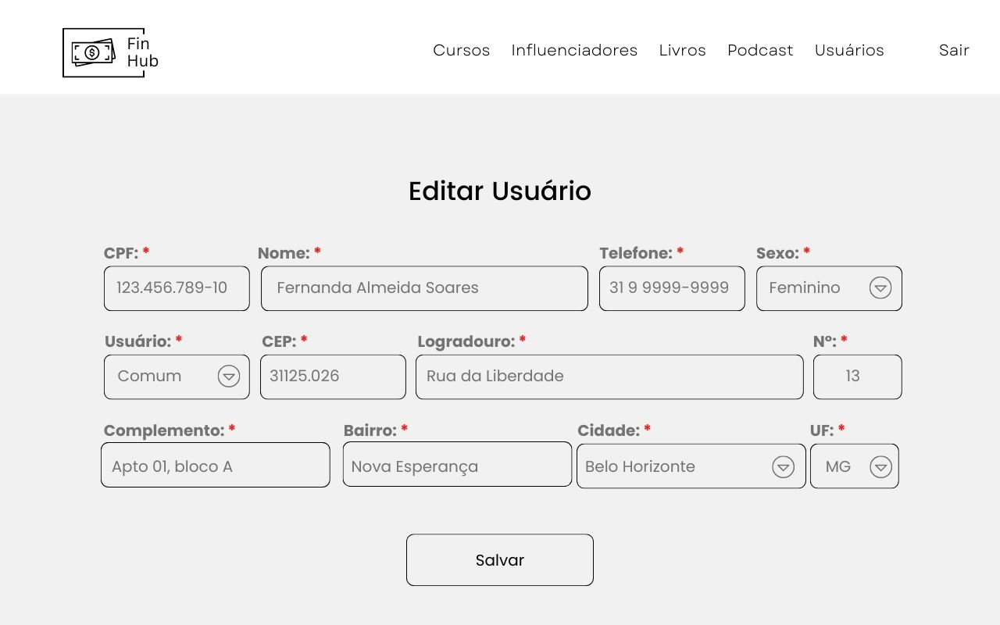 Fin
Hub
Cursos Influenciadores Livros Podcast Usuários Sair
Editar Usuário
CPF: * Nome: * Telefone: * Sexo: *
123.456.789-10 Fernanda Almeida Soares 31 9 9999-9999 Feminino
Usuário: * CEP: * Logradouro: * Nº: *
Comum 31125.026 Rua da Liberdade 13
Complemento: * Bairro: * Cidade: * UF: *
Apto 01, bloco A Nova Esperança Belo Horizonte MG
Salvar